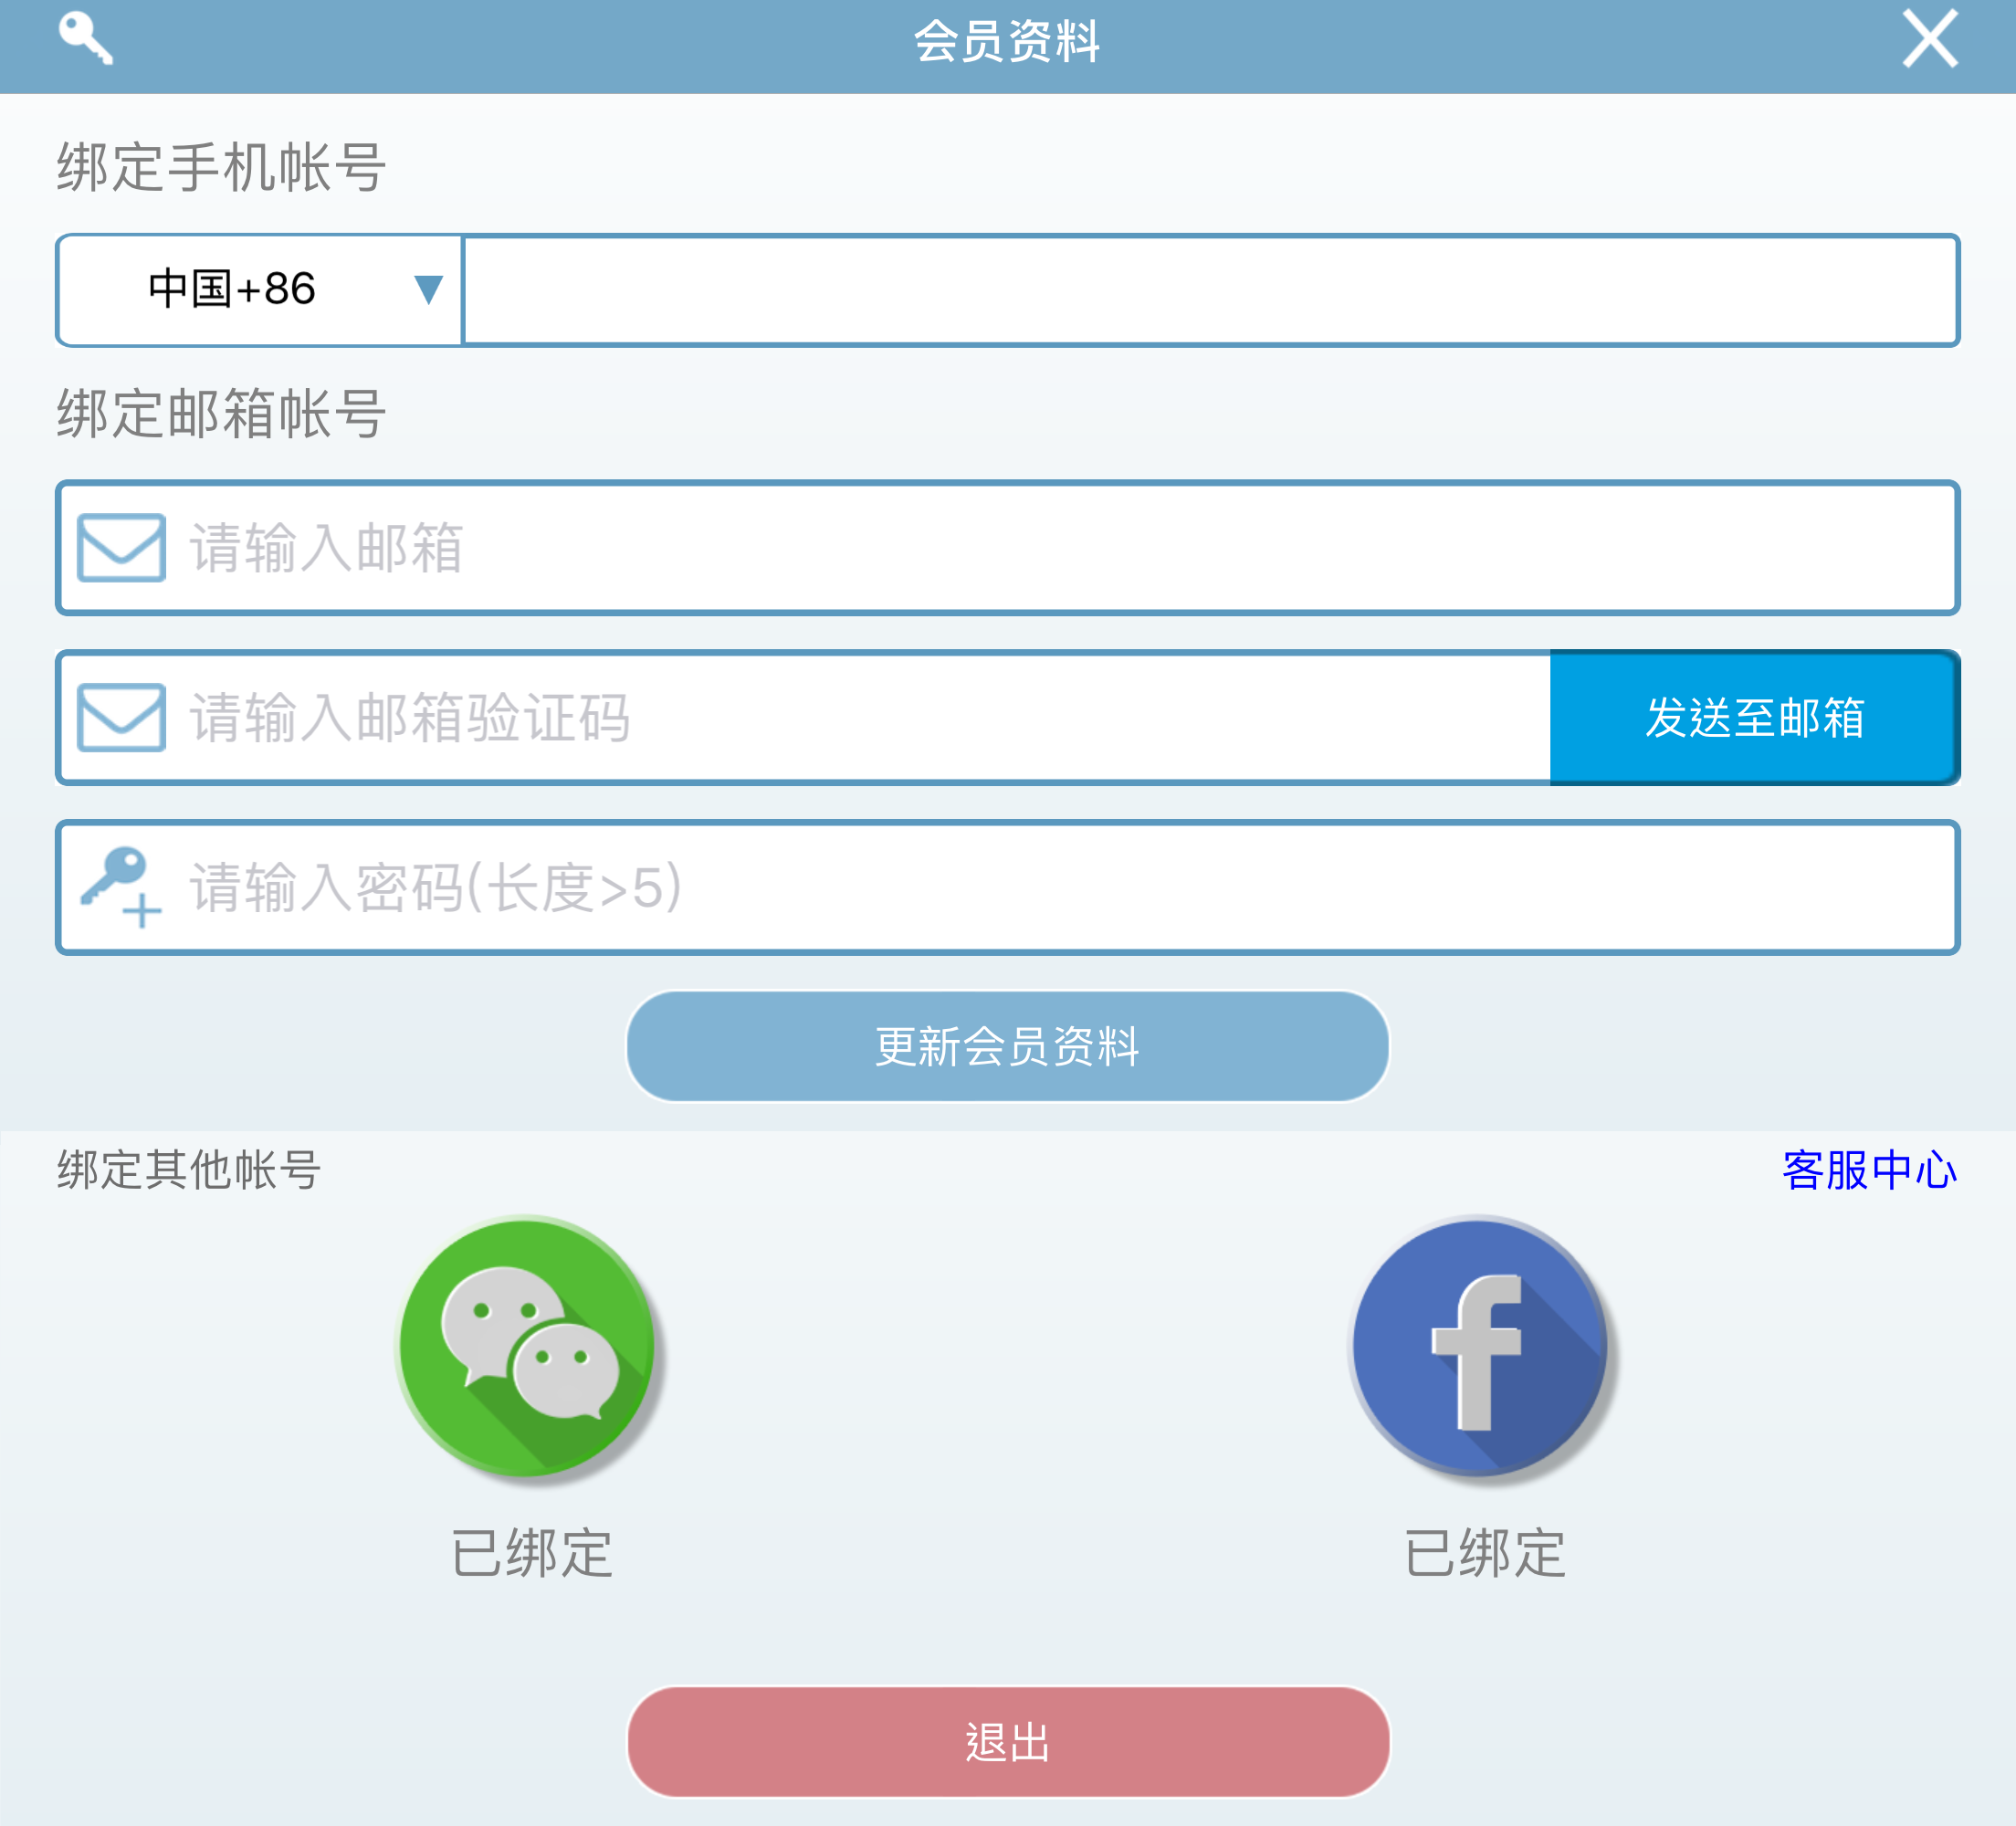 会员资料
绑定手机帐号
中国+86
绑定邮箱帐号
请输入邮箱
请输入邮箱验证码
发送至邮箱
请输入密码(长度>5)
更新会员资料
绑定其他帐号
客服中心
已绑定
已绑定
退出